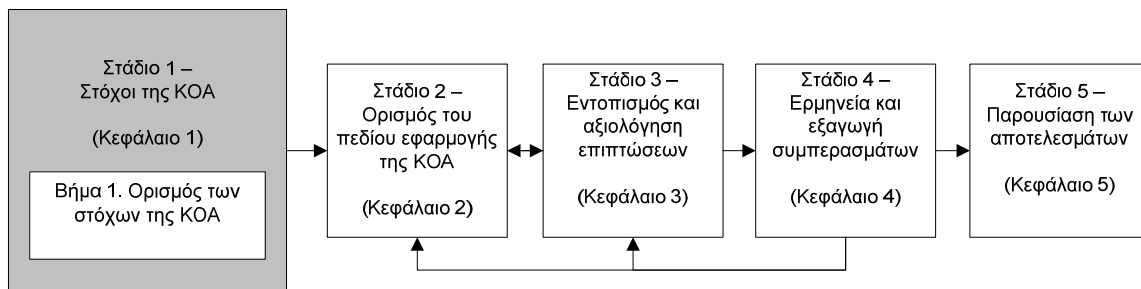 Στάδιο 1 –
Στόχοι της ΚΟΑ
(Κεφάλαιο 1)
Βήμα 1. Ορισμός των
στόχων της ΚΟΑ
Στάδιο 2 –
Ορισμός του
πεδίου εφαρμογής
της ΚΟΑ
(Κεφάλαιο 2)
Στάδιο 3 –
Εντοπισμός και
αξιολόγηση
επιπτώσεων
(Κεφάλαιο 3)
Στάδιο 4 –
Ερμηνεία και
εξαγωγή
συμπερασμάτων
(Κεφάλαιο 4)
Στάδιο 5 –
Παρουσίαση των
αποτελεσμάτων
(Κεφάλαιο 5)